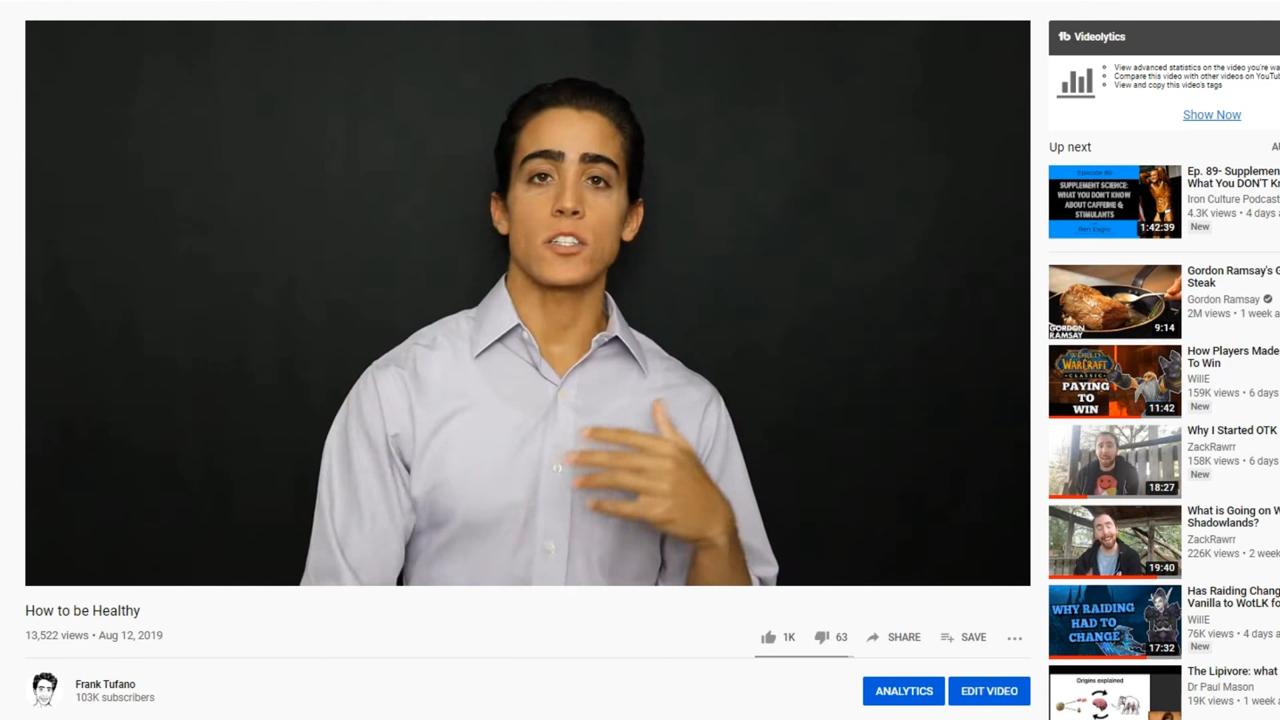 How to be Healthy
13,522 views • Aug 12, 2019
1K
63
SHARE
SAVE
Frank Tufano
103K subscribers
ANALYTICS
EDIT VIDEO
Videolytics
View advanced statistics on the video you're
Compare this video with other videos on
View and copy this video's tags
Show Now
Up next
Episode 89
SUPPLEMENT SCIENCE:
WHAT YOU DON'T KNOW
ABOUT CAFFEINE &
STIMULANTS
Ben Esgro
1:42:39
Ep. 89- Supplemen
What You DON'T
Iron Culture Podcast
4.3K views • 4 days
New
GORDON
RAMSAY
9:14
Gordon Ramsay's
Steak
Gordon Ramsay
2M views • 1 week
WORLD
WARCRAFT
CLASSIC
PAYING
TO
WIN
11:42
How Players Made
To Win
WillE
159K views • 6 days
New
18:27
Why I Started OTK
ZackRawrr
158K views • 6 days
New
19:40
What is Going on
Shadowlands?
ZackRawrr
226K views • 2
WHY RAIDING
HAD TO
CHANGE
17:32
Has Raiding
Vanilla to WotLK
WillE
76K views • 4 days
New
Origins explained
The Lipivore: what
Dr Paul Mason
19K views • 1 week